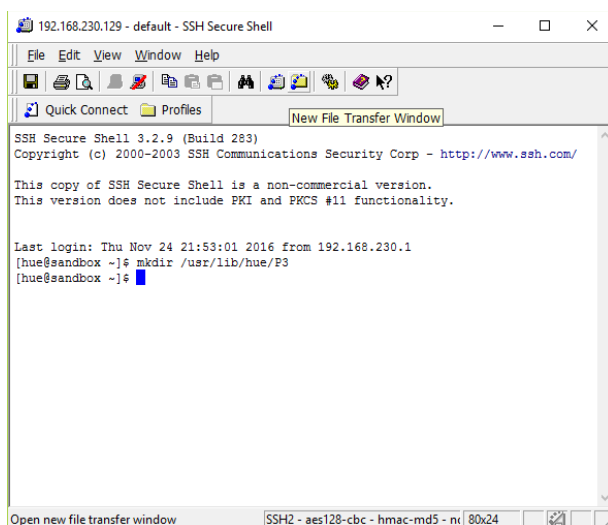 192.168.230.129 - default - SSH Secure Shell
File Edit View Window Help
Quick Connect Profiles
New File Transfer Window
SSH Secure Shell 3.2.9 (Build 283)
Copyright (c) 2000-2003 SSH Communications Security Corp - http://www.ssh.com/
This copy of SSH Secure Shell is a non-commercial version.
This version does not include PKI and PKCS #11 functionality.
Last login: Thu Nov 24 21:53:01 2016 from 192.168.230.1
[hue@sandbox ~]$ mkdir /usr/lib/hue/P3
[hue@sandbox ~]$
Open new file transfer window SSH2 - aes128-cbc - hmac-md5 - 80x24